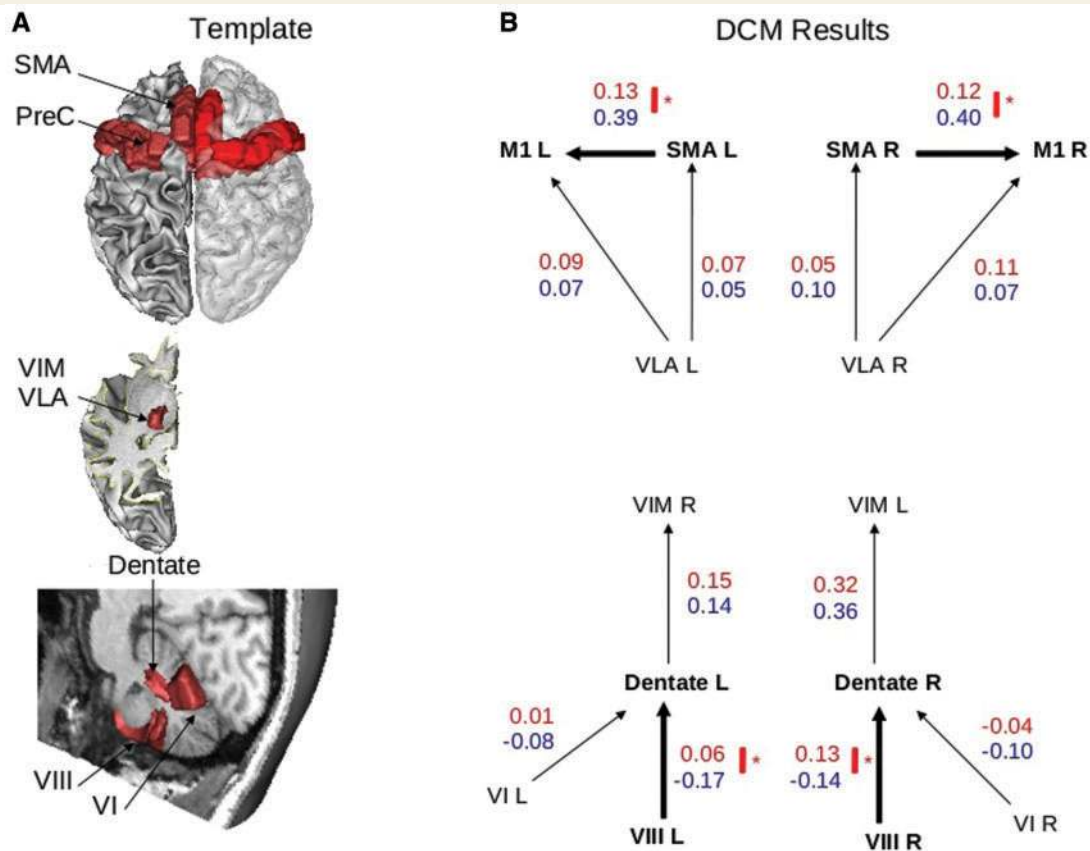 A
Template
SMA
PreC
VIM
VLA
Dentate
VIII
VI
B
DCM Results
0.13 *
0.39
0.12 *
0.40
M1 L
SMA L
SMA R
M1 R
0.09
0.07
0.07
0.05
0.05
0.10
0.11
0.07
VLA L
VLA R
VIM R
VIM L
0.15
0.14
0.32
0.36
Dentate L
Dentate R
0.01
-0.08
0.06 *
-0.17
0.13 *
-0.14
-0.04
-0.10
VI L
VIII L
VIII R
VI R